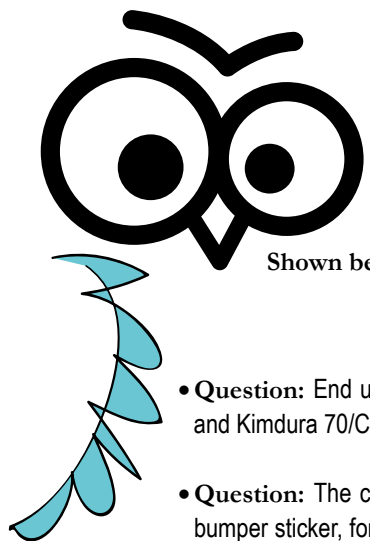 Shown be
• Question: End u
and Kimdura 70/C
• Question: The c
bumper sticker, for